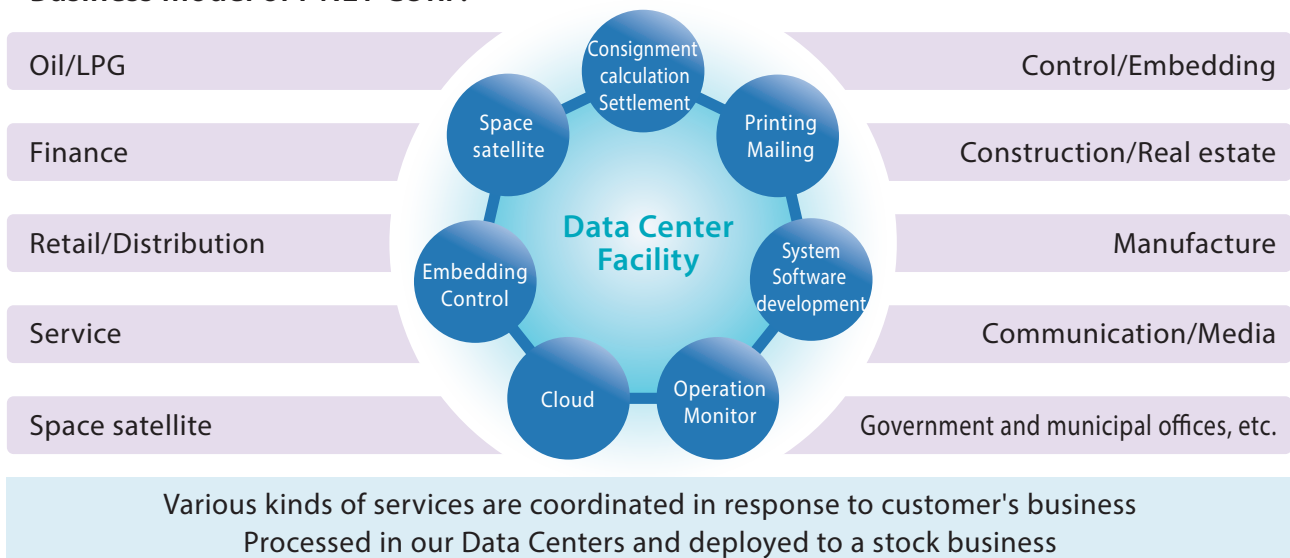 Oil/LPG
Finance
Retail/Distribution
Service
Space satellite
Consignment
calculation
Settlement
Printing
Mailing
System
Software
development
Operation
Monitor
Cloud
Embedding
Control
Space
satellite
Data Center
Facility
Control/Embedding
Construction/Real estate
Manufacture
Communication/Media
Government and municipal offices, etc.
Various kinds of services are coordinated in response to customer's business
Processed in our Data Centers and deployed to a stock business